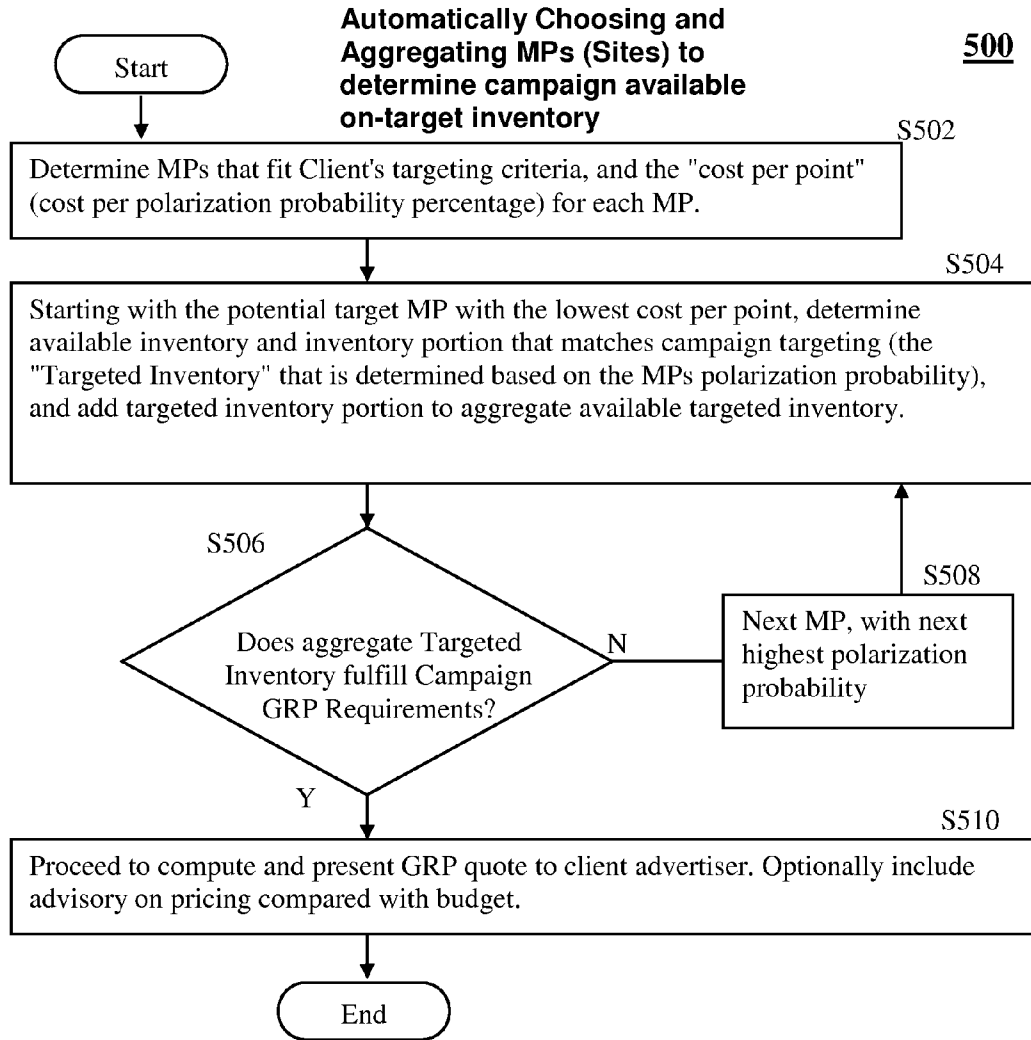 Automatically Choosing and
Aggregating MPs (Sites) to
determine campaign available
on-target inventory
500
Start
S502
Determine MPs that fit Client's targeting criteria, and the "cost per point"
(cost per polarization probability percentage) for each MP.
S504
Starting with the potential target MP with the lowest cost per point, determine
available inventory and inventory portion that matches campaign targeting (the
"Targeted Inventory" that is determined based on the MPs polarization probability),
and add targeted inventory portion to aggregate available targeted inventory.
S506
Does aggregate Targeted
Inventory fulfill Campaign
GRP Requirements?
N
S508
Next MP, with next
highest polarization
probability
Y
S510
Proceed to compute and present GRP quote to client advertiser. Optionally include
advisory on pricing compared with budget.
End